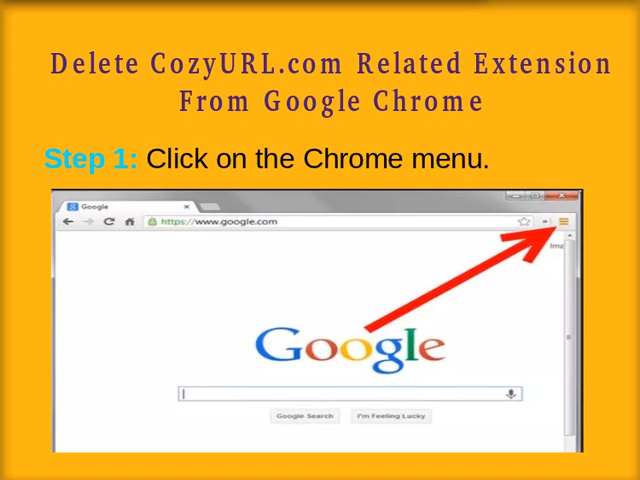 Delete CozyURL.com Related Extension
From Google Chrome
Step 1: Click on the Chrome menu.
Google
https://www.google.com
Ima
Google
Google Search I'm Feeling Lucky